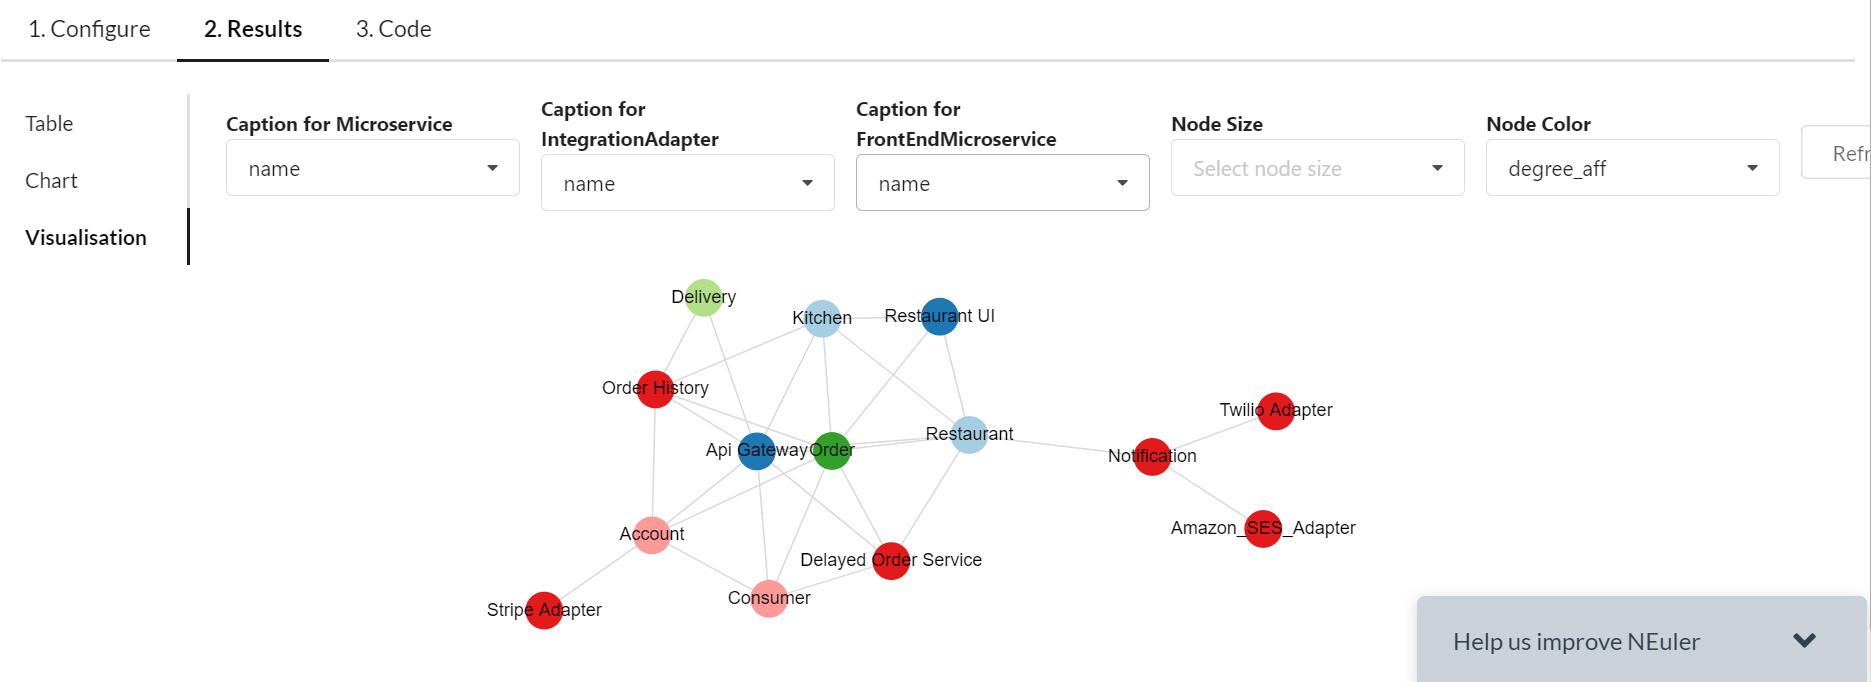 1. Configure
2. Results
3. Code
Table
Chart
Visualisation
Caption for Microservice
name
Caption for
IntegrationAdapter
name
Caption for
FrontEndMicroservice
name
Node Size
Select node size
Node Color
degree_aff
Refr
Delivery
Kitchen
Restaurant UI
Order History
Api Gateway
Order
Restaurant
Twilio Adapter
Notification
Amazon_SES_Adapter
Account
Delayed Order Service
Consumer
Stripe Adapter
Help us improve NEuler